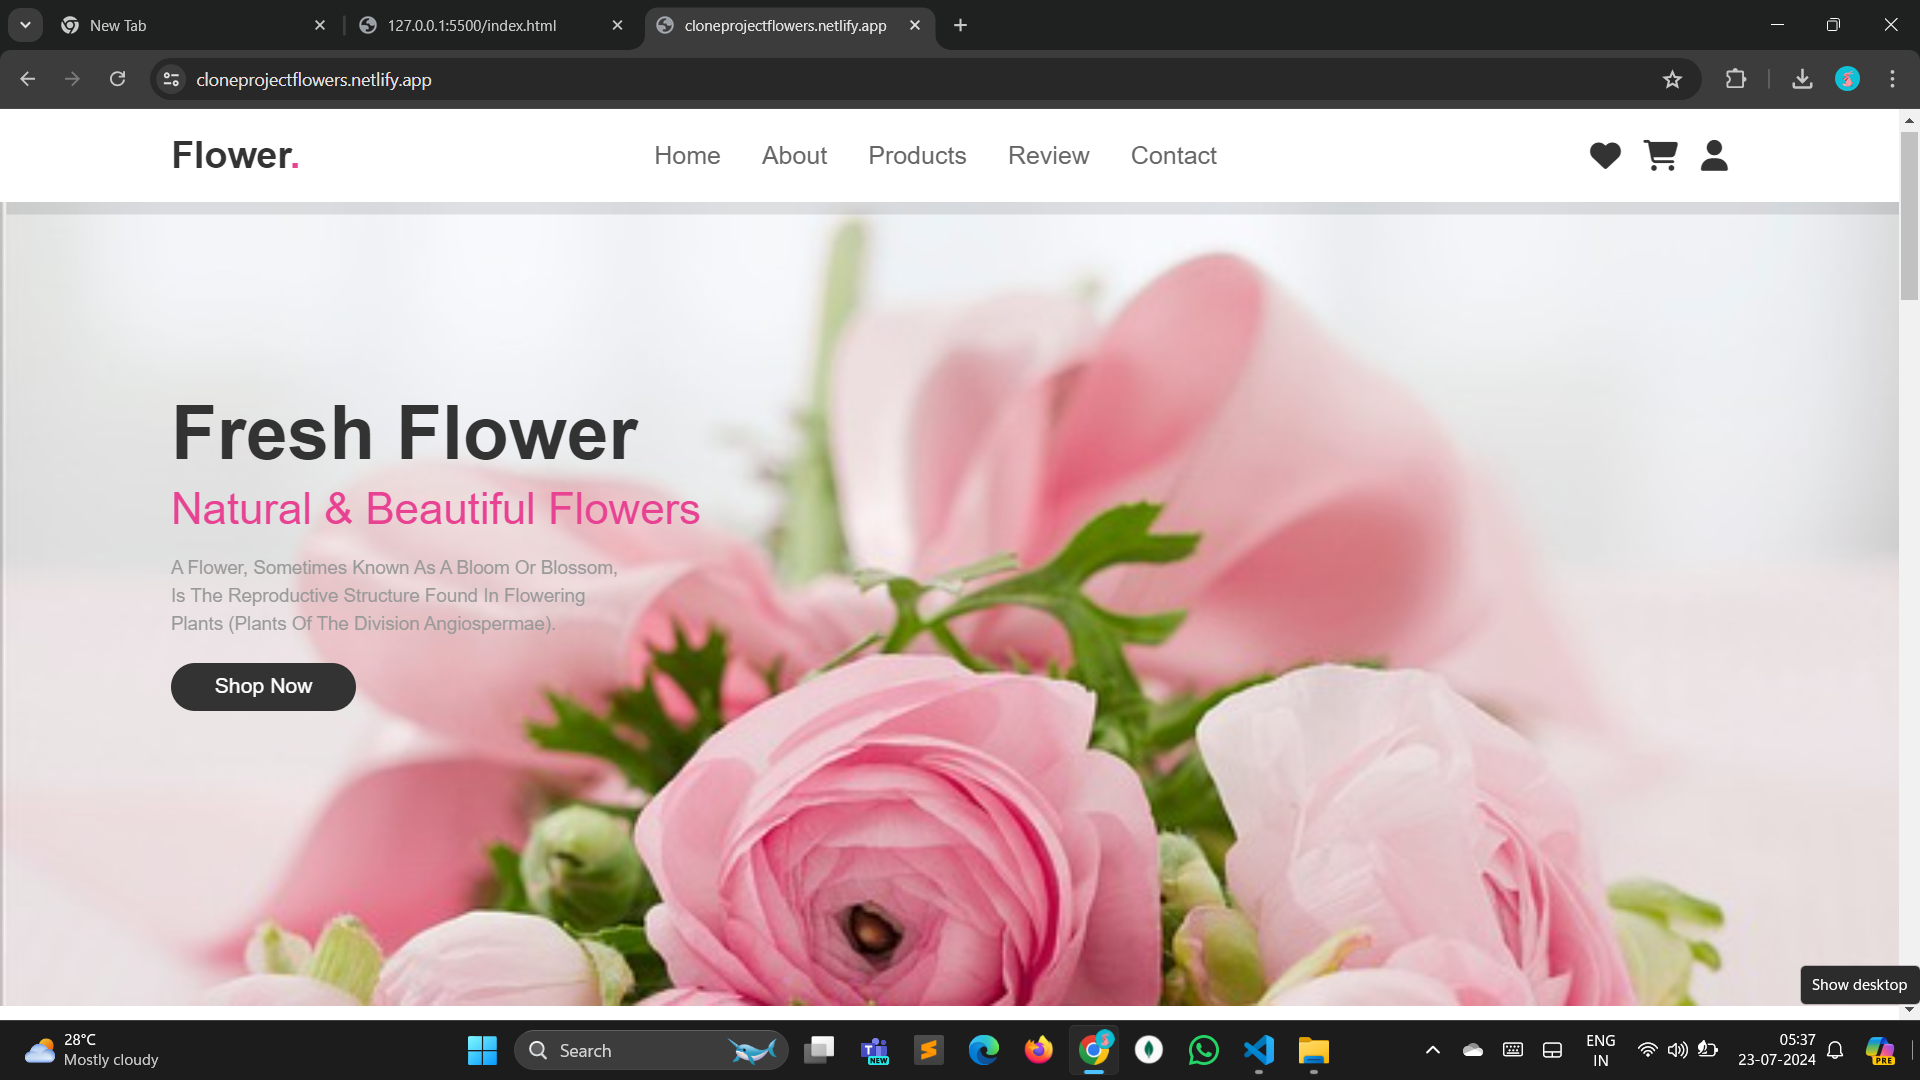 New Tab
127.0.0.1:5500/index.html
cloneprojectflowers.netlify.app
cloneprojectflowers.netlify.app
Flower.
Home About Products Review Contact
Fresh Flower
Natural & Beautiful Flowers
A Flower, Sometimes Known As A Bloom Or Blossom,
Is The Reproductive Structure Found In Flowering
Plants (Plants Of The Division Angiospermae).
Shop Now
Show desktop
28°C
Mostly cloudy
Search
NEW
ENG
IN
05:37
23-07-2024
PRE